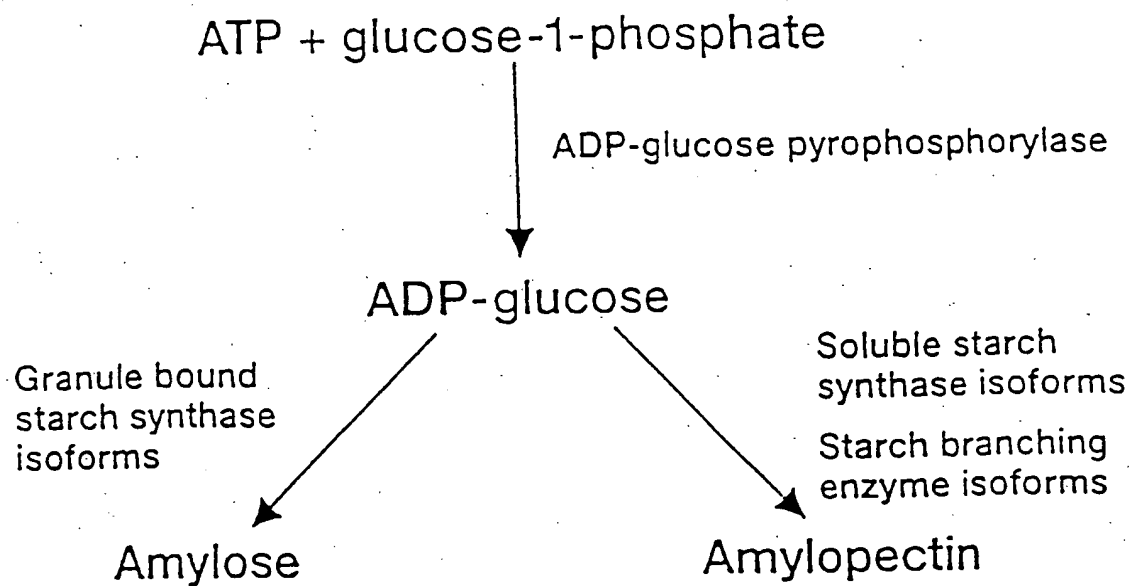 ATP + glucose-1-phosphate
ADP-glucose pyrophosphorylase
ADP-glucose
Granule bound
starch synthase
isoforms
Soluble starch
synthase isoforms
Starch branching
enzyme isoforms
Amylose
Amylopectin